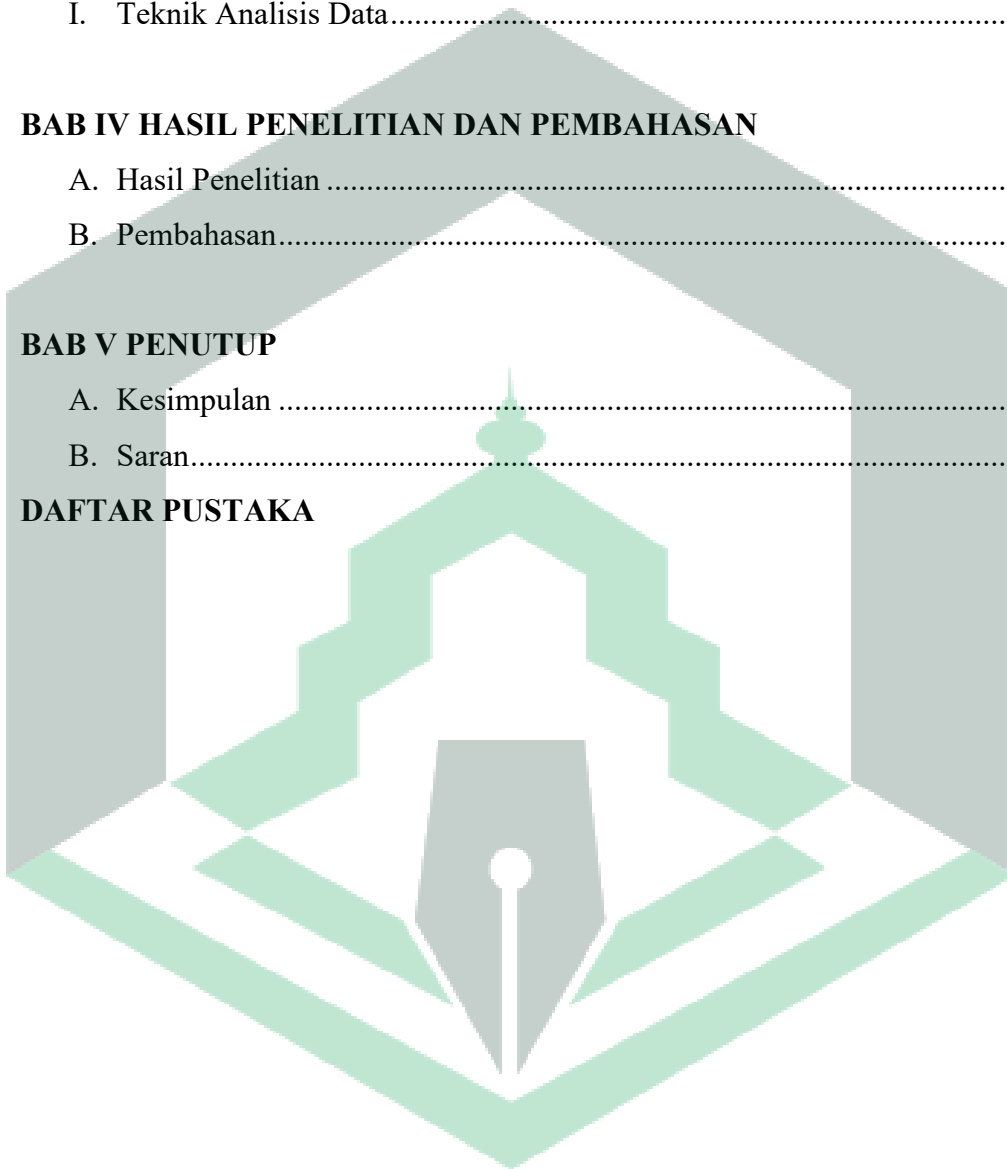 I. Teknik Analisis Data..............................................................................
BAB IV HASIL PENELITIAN DAN PEMBAHASAN
A. Hasil Penelitian ......................................................................................
B. Pembahasan............................................................................................
BAB V PENUTUP
A. Kesimpulan ............................................................................................
B. Saran.......................................................................................................
DAFTAR PUSTAKA